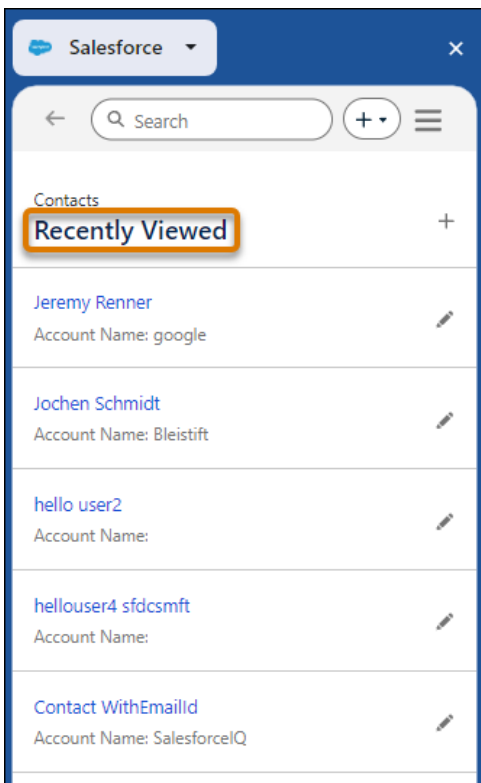 Salesforce
Search
Contacts
Recently Viewed
Jeremy Renner
Account Name: google
Jochen Schmidt
Account Name: Bleistift
hello user2
Account Name:
hellouser4 sfdcsmft
Account Name:
Contact WithEmailId
Account Name: SalesforceIQ